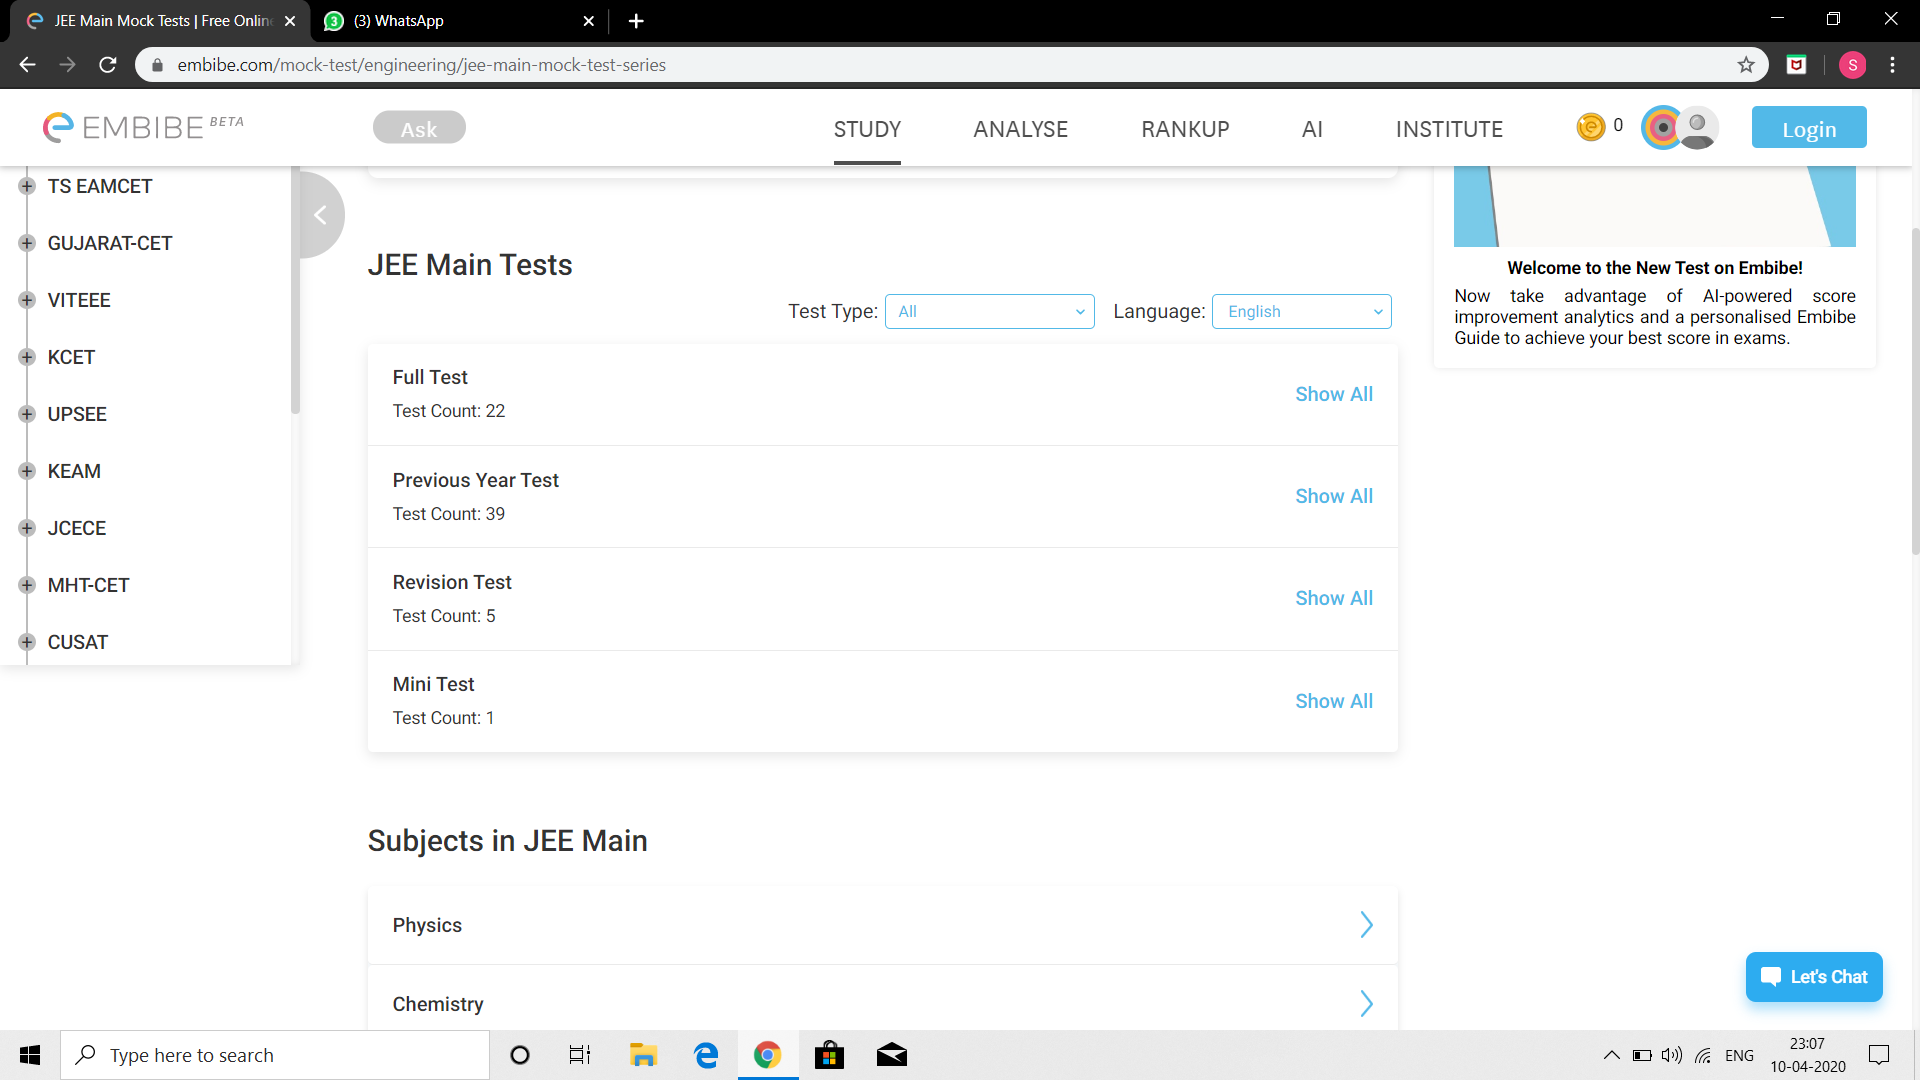 JEE Main Mock Tests | Free Onlin
3
(3) WhatsApp
embibe.com/mock-test/engineering/jee-main-mock-test-series
S
EMBIBE BETA
Ask
STUDY
ANALYSE
RANKUP
AI
INSTITUTE
0
Login
TS EAMCET
GUJARAT-CET
VITEEE
KCET
UPSEE
KEAM
JCECE
MHT-CET
CUSAT
JEE Main Tests
Test Type: All
Language: English
Full Test
Test Count: 22
Show All
Previous Year Test
Test Count: 39
Show All
Revision Test
Test Count: 5
Show All
Mini Test
Test Count: 1
Show All
Subjects in JEE Main
Physics
Chemistry
Welcome to the New Test on Embibe!
Now take advantage of AI-powered score
improvement analytics and a personalised Embibe
Guide to achieve your best score in exams.
Let's Chat
Type here to search
ENG
23:07
10-04-2020